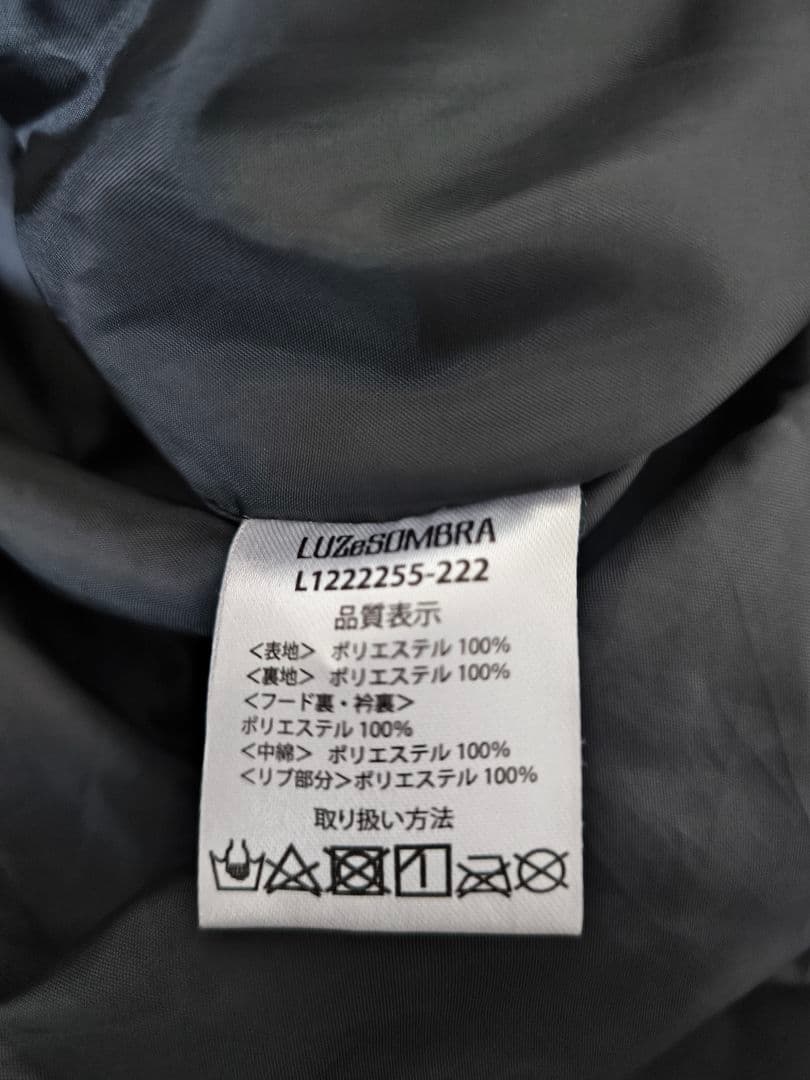 LUZeSOMBRA
L1222255-222
品質表示
＜表地＞ ポリエステル 100%
＜裏地＞ ポリエステル 100%
＜フード裏・衿裏＞
ポリエステル 100%
＜中綿＞ ポリエステル 100%
＜リブ部分＞ポリエステル 100%
取り扱い方法